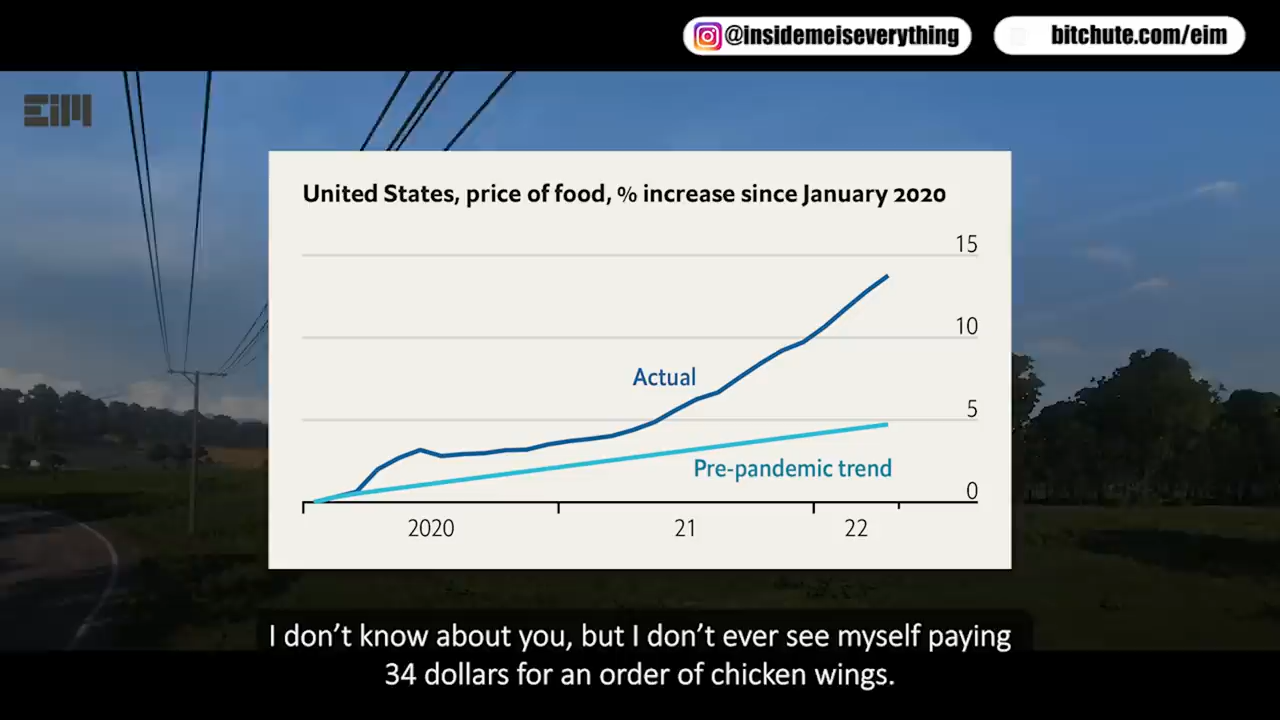 @insidemeiseverything
bitchute.com/eim
EiM
United States, price of food, % increase since January 2020
15
10
Actual
5
Pre-pandemic trend
0
2020
21
22
I don't know about you, but I don't ever see myself paying
34 dollars for an order of chicken wings.